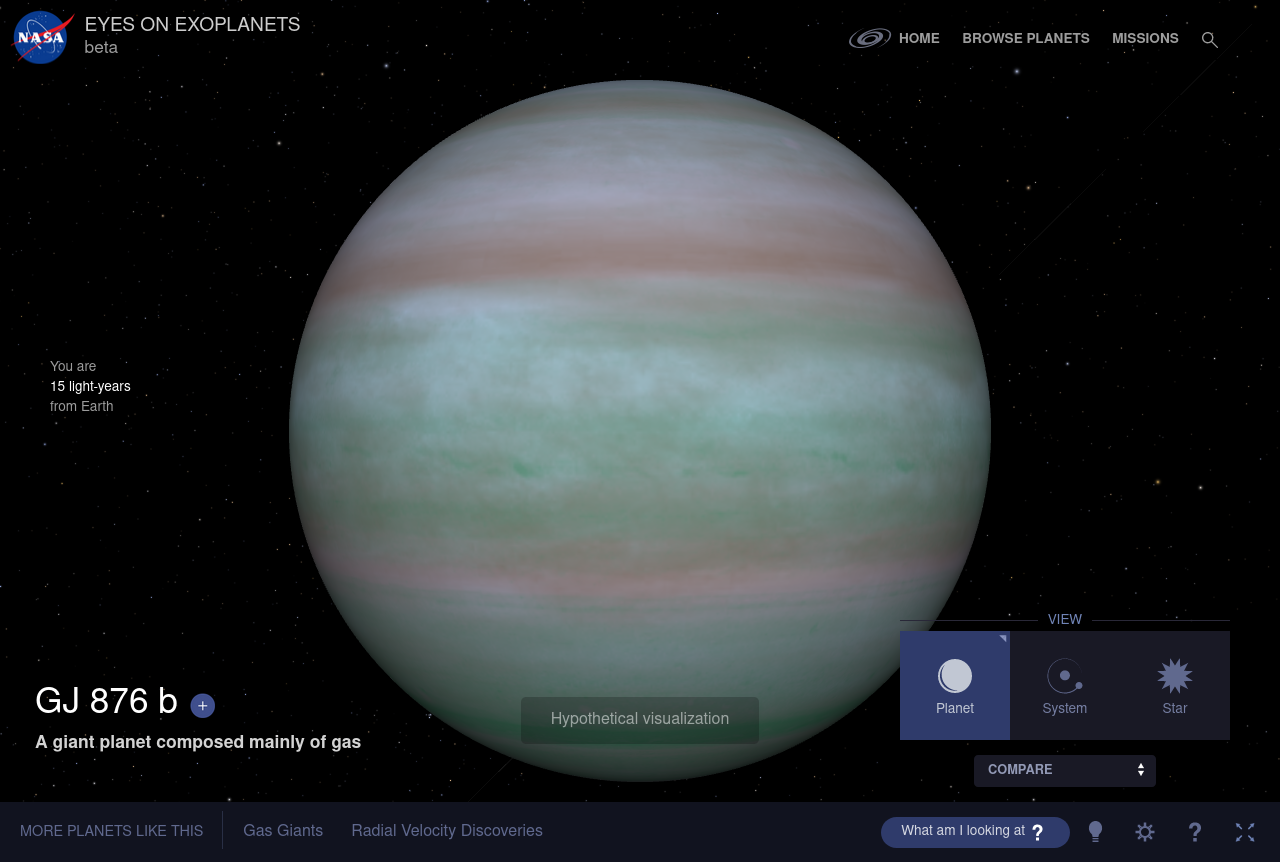 NASA
EYES ON EXOPLANETS
beta
HOME
BROWSE PLANETS
MISSIONS
You are
15 light-years
from Earth
VIEW
Planet
System
Star
GJ 876 b +
A giant planet composed mainly of gas
Hypothetical visualization
COMPARE
MORE PLANETS LIKE THIS
Gas Giants
Radial Velocity Discoveries
What am I looking at ?
?